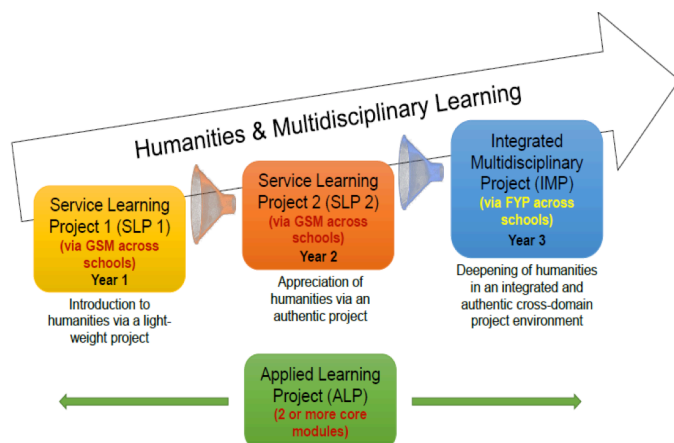 Humanities & Multidisciplinary Learning
Service Learning
Project 1 (SLP 1)
(via GSM across
schools)
Year 1
Introduction to
humanities via a light-
weight project
Service Learning
Project 2 (SLP 2)
(via GSM across
schools)
Year 2
Appreciation of
humanities via an
authentic project
Integrated
Multidisciplinary
Project (IMP)
(via FYP across
schools)
Year 3
Deepening of humanities
in an integrated and
authentic cross-domain
project environment
Applied Learning
Project (ALP)
(2 or more core
modules)